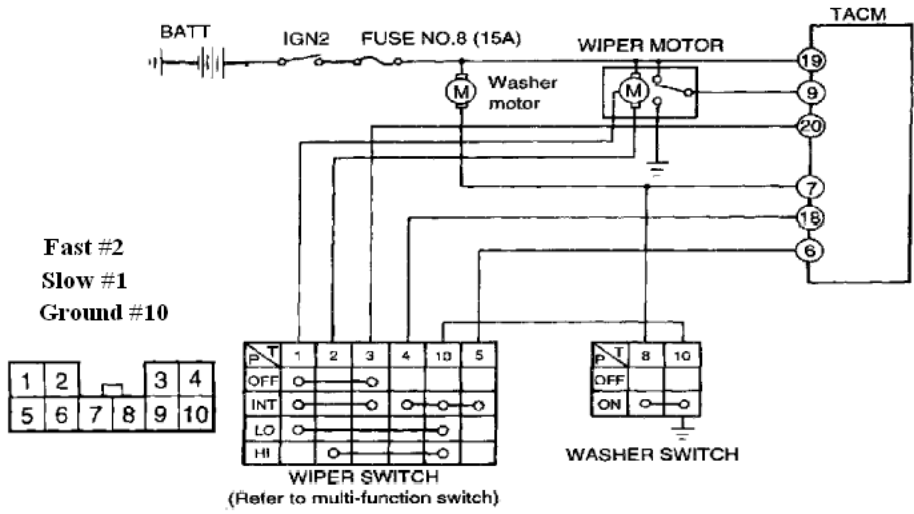 TACM
BATT
IGN2
FUSE NO.8 (15A)
WIPER MOTOR
19
M
Washer
motor
M
9
20
7
18
6
Fast #2
Slow #1
Ground #10
1 2 3 4
5 6 7 8 9 10
P T 1 2 3 4 10 5
OFF
INT
LO
HI
WIPER SWITCH
(Refer to multi-function switch)
P T 8 10
OFF
ON
WASHER SWITCH